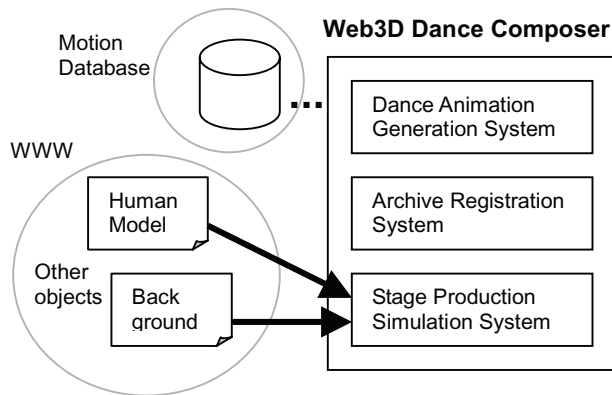 Motion
Database
Web3D Dance Composer
...
Dance Animation
Generation System
WWW
Human
Model
Archive Registration
System
Other
objects
Back
ground
Stage Production
Simulation System